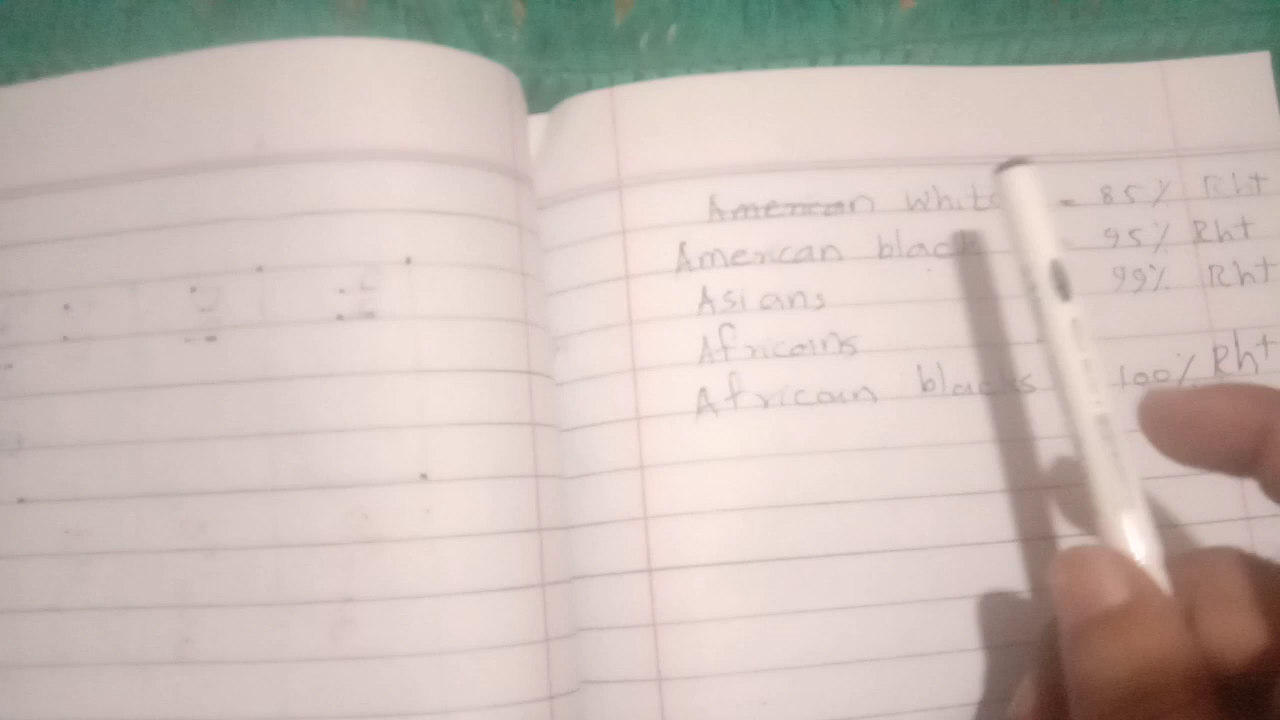 American white = 85% Rh+
American black 95% Rh+
Asians 99% Rh+
Africans
African blacks 100% Rh+